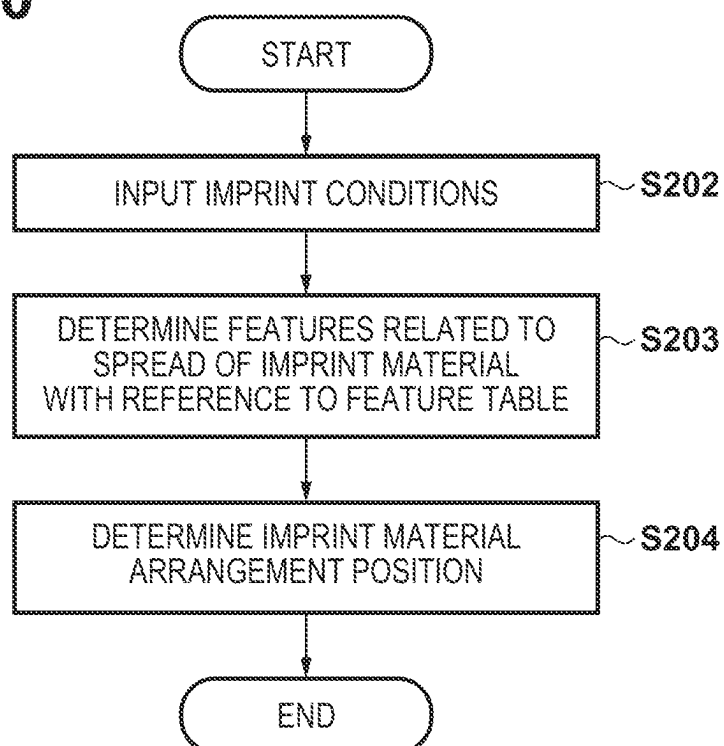 START
INPUT IMPRINT CONDITIONS
S202
DETERMINE FEATURES RELATED TO
SPREAD OF IMPRINT MATERIAL
WITH REFERENCE TO FEATURE TABLE
S203
DETERMINE IMPRINT MATERIAL
ARRANGEMENT POSITION
S204
END